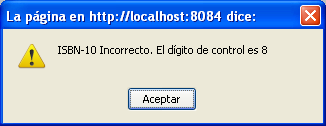 La página en http://localhost:8084 dice:
ISBN-10 Incorrecto. El dígito de control es 8
Aceptar